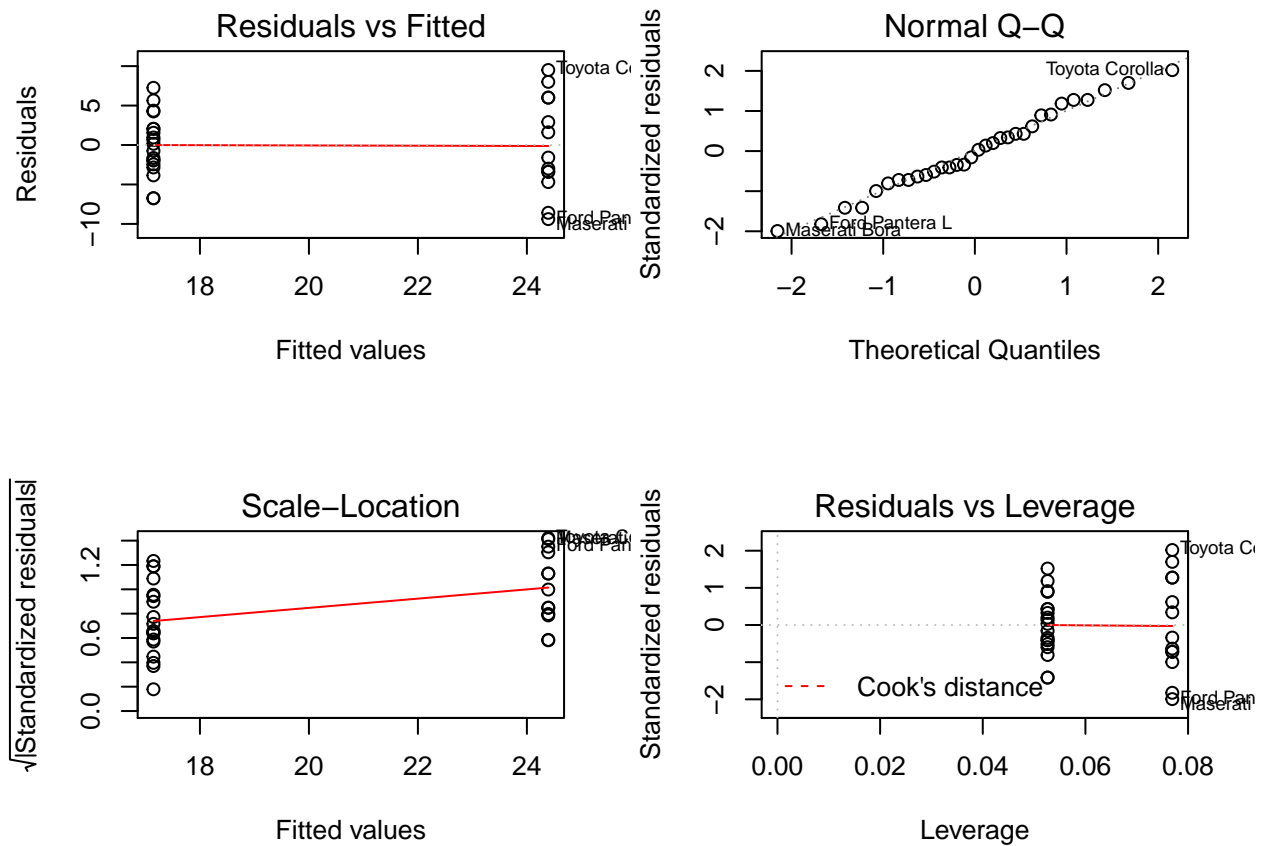 Residuals vs Fitted
Residuals
5
0
−10
Toyota C
Ford Pan
Maserati
18
20
22
24
Fitted values
Normal Q−Q
Standardized residuals
2
1
0
−2
Toyota Corolla
Ford Pantera L
Maserati Bora
−2
−1
0
1
2
Theoretical Quantiles
Scale−Location
√|Standardized residuals|
1.2
0.6
0.0
Toyota C
Maserati
Ford Pan
18
20
22
24
Fitted values
Residuals vs Leverage
Standardized residuals
2
1
0
−2
Toyota C
Ford Pan
Maserati
Cook's distance
0.00
0.02
0.04
0.06
0.08
Leverage